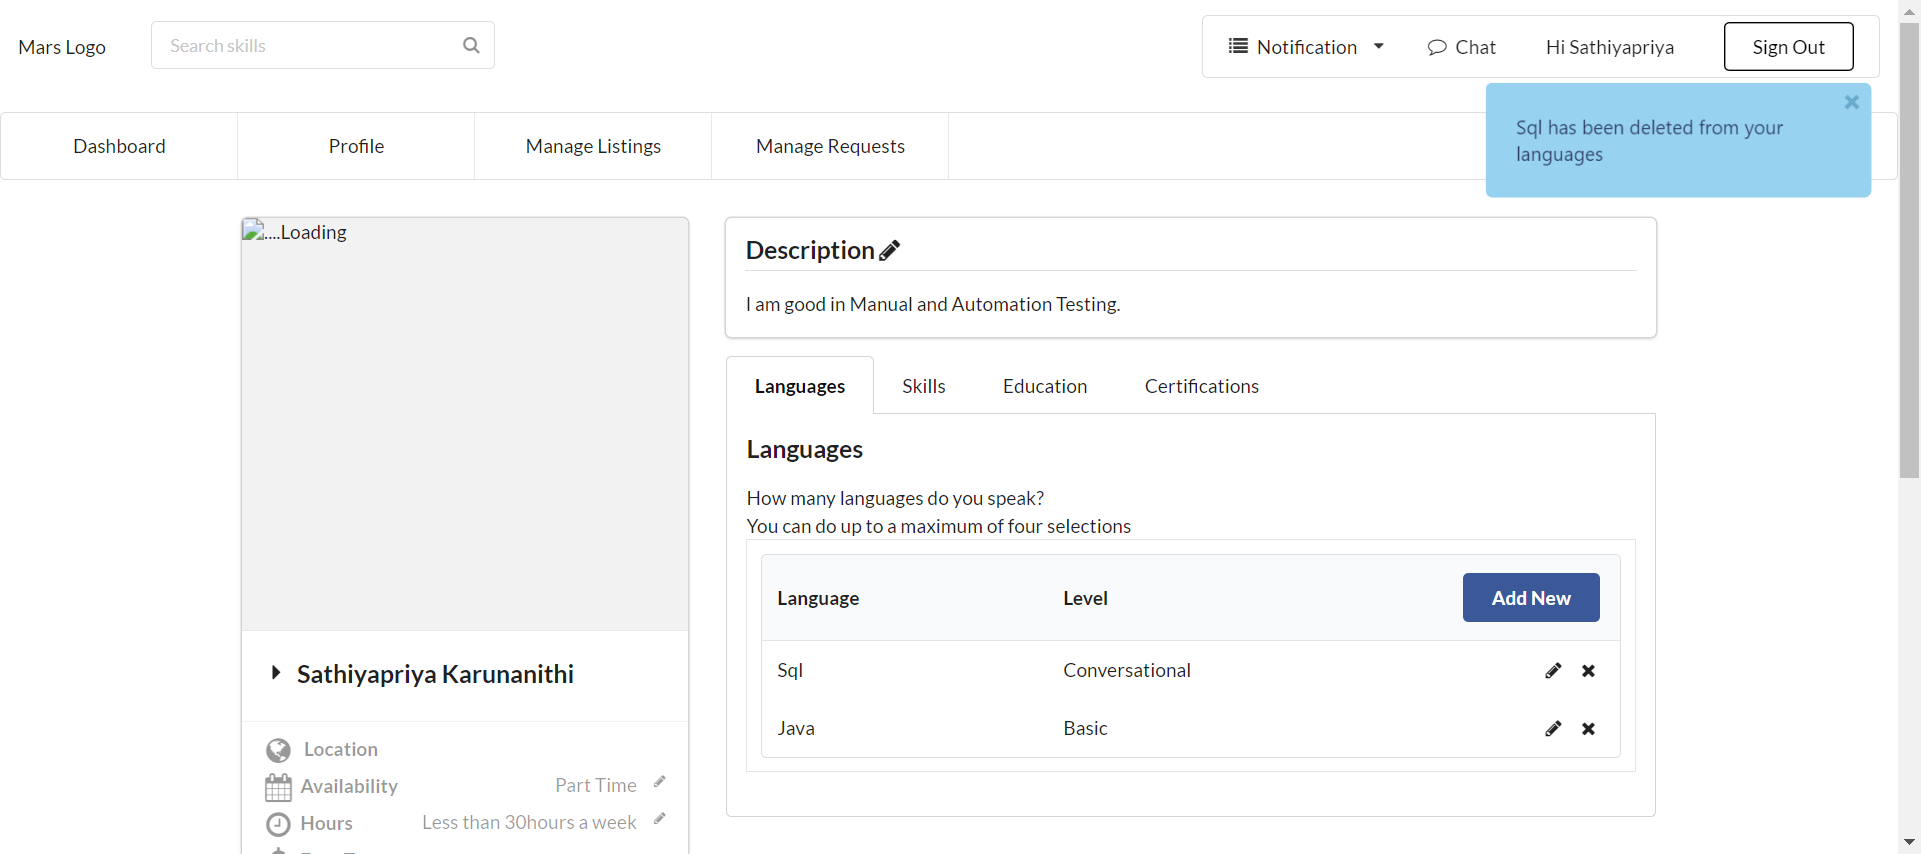 Mars Logo
Search skills
Notification
Chat
Hi Sathiyapriya
Sign Out
Sql has been deleted from your
languages
Dashboard
Profile
Manage Listings
Manage Requests
....Loading
Sathiyapriya Karunanithi
Location
Availability
Part Time
Hours
Less than 30hours a week
Description
I am good in Manual and Automation Testing.
Languages
Skills
Education
Certifications
Languages
How many languages do you speak?
You can do up to a maximum of four selections
Language
Level
Add New
Sql
Conversational
Java
Basic